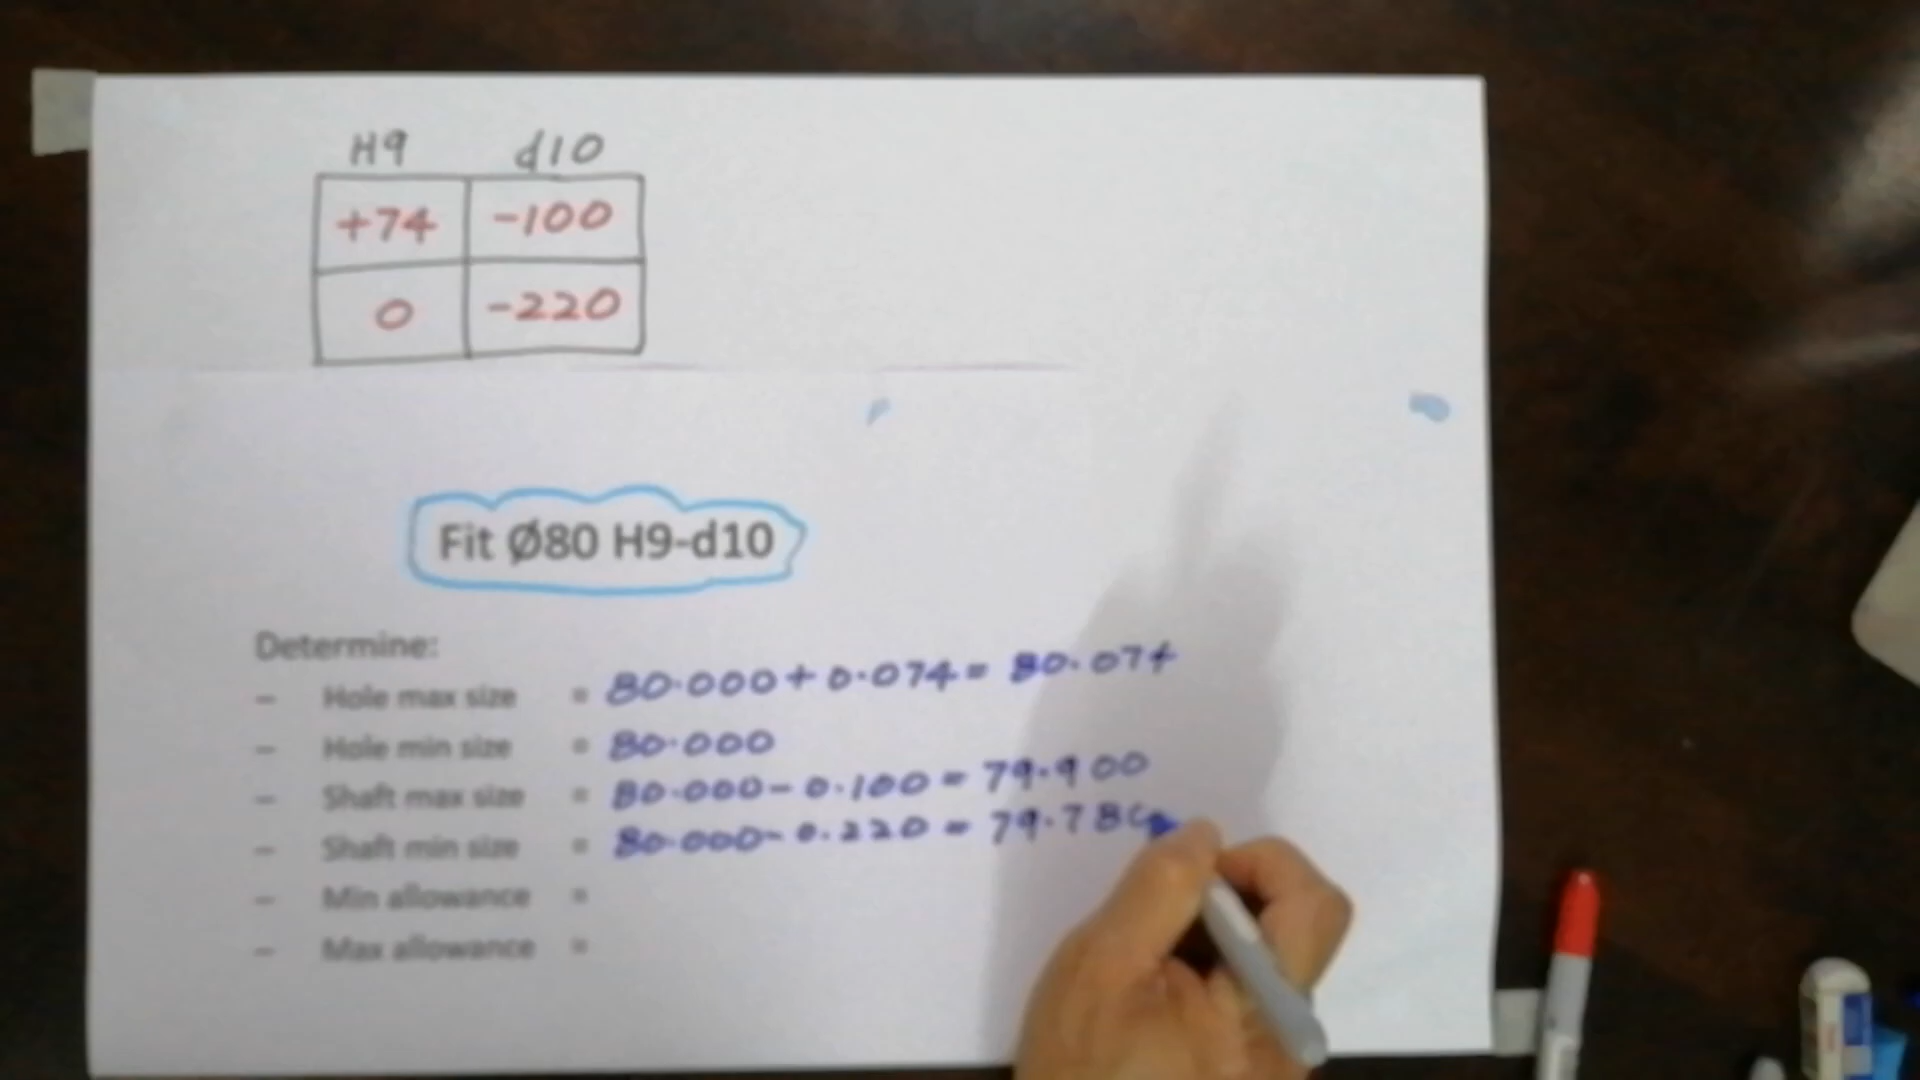 H9 d10
+74 -100
0 -220
Fit Ø80 H9-d10
Determine:
- Hole max size = 80.000 + 0.074 = 80.074
- Hole min size = 80.000
- Shaft max size = 80.000 - 0.100 = 79.900
- Shaft min size = 80.000 - 0.220 = 79.780
- Min allowance =
- Max allowance =